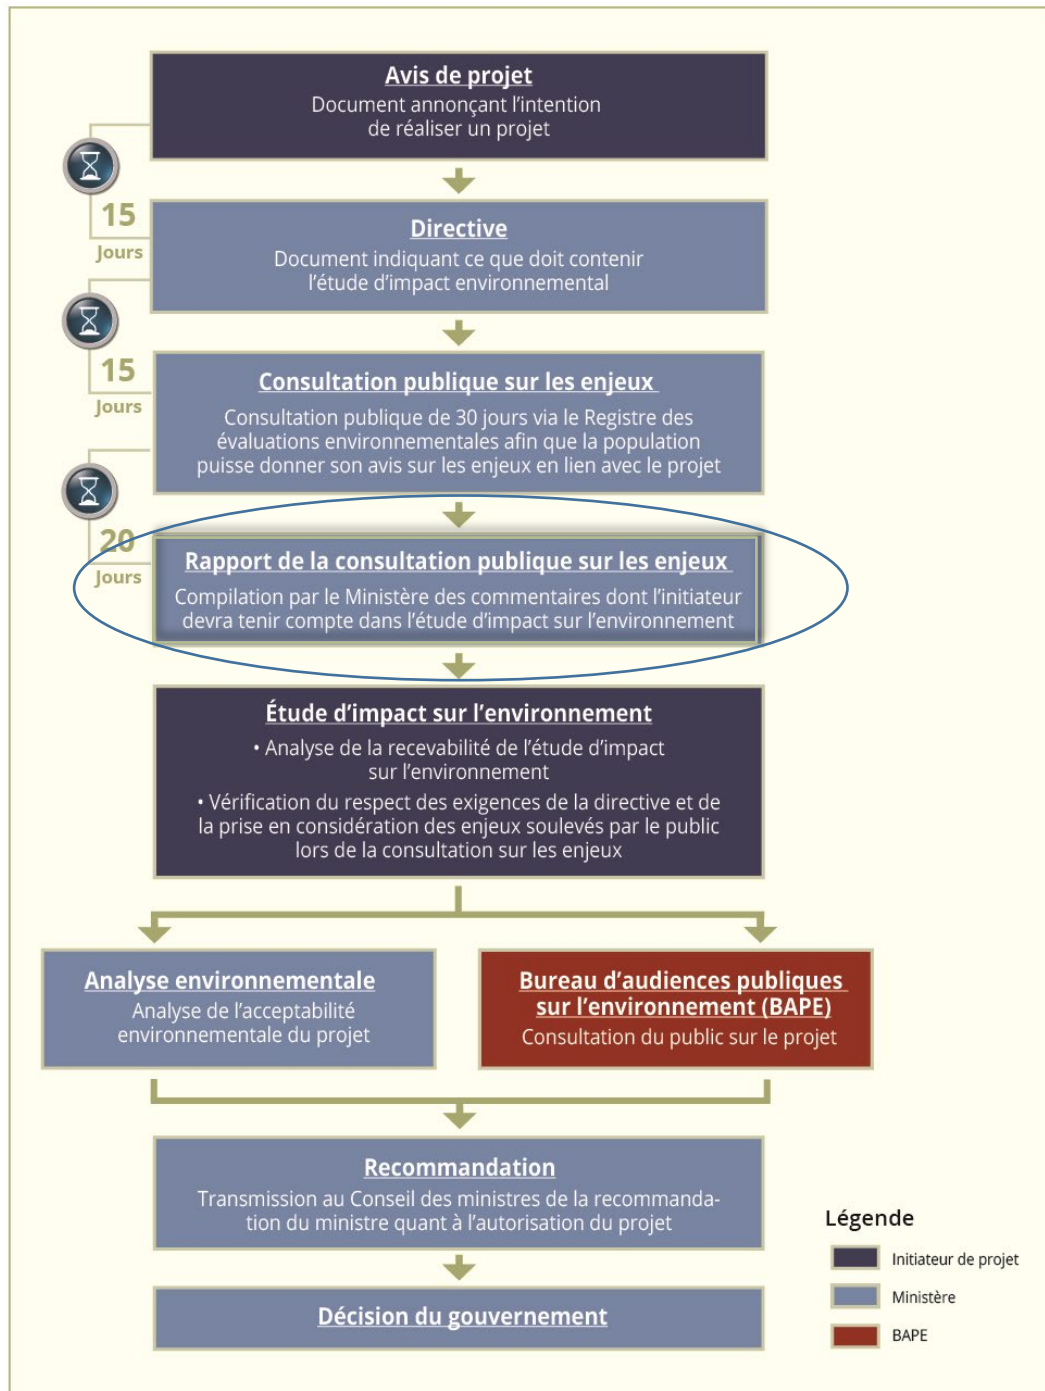 Avis de projet
Document annonçant l'intention
de réaliser un projet
15
Jours
Directive
Document indiquant ce que doit contenir
l'étude d'impact environnemental
15
Jours
Consultation publique sur les enjeux
Consultation publique de 30 jours via le Registre des
évaluations environnementales afin que la population
puisse donner son avis sur les enjeux en lien avec le projet
20
Jours
Rapport de la consultation publique sur les enjeux
Compilation par le Ministère des commentaires dont l'initiateur
devra tenir compte dans l'étude d'impact sur l'environnement
Étude d'impact sur l'environnement
• Analyse de la recevabilité de l'étude d'impact
sur l'environnement
• Vérification du respect des exigences de la directive et de
la prise en considération des enjeux soulevés par le public
lors de la consultation sur les enjeux
Analyse environnementale
Analyse de l'acceptabilité
environnementale du projet
Bureau d'audiences publiques
sur l'environnement (BAPE)
Consultation du public sur le projet
Recommandation
Transmission au Conseil des ministres de la recommanda-
tion du ministre quant à l'autorisation du projet
Décision du gouvernement
Légende
Initiateur de projet
Ministère
BAPE